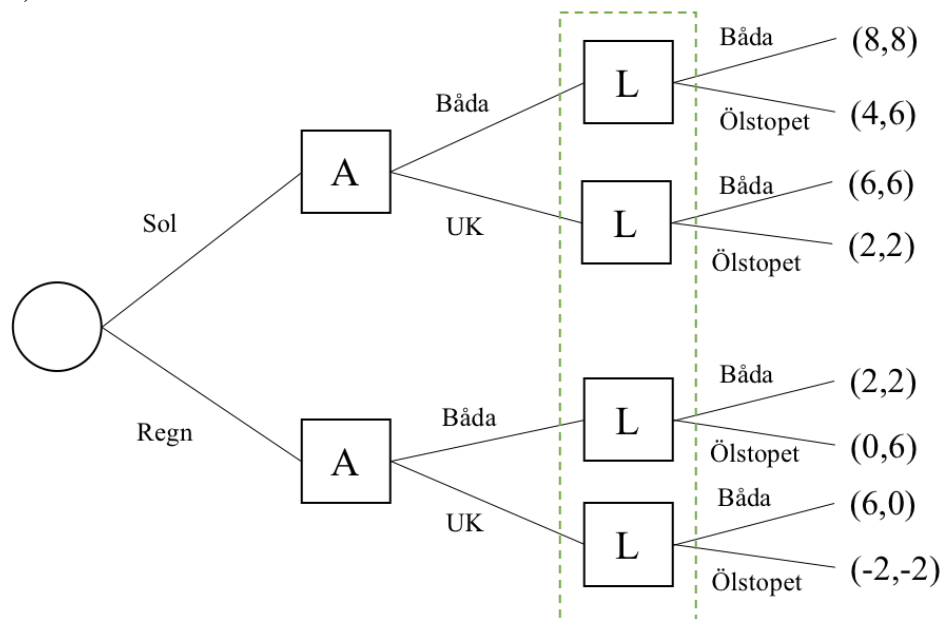 Båda
(8,8)
L
Båda
Ölstopet
(4,6)
A
Båda
(6,6)
L
Sol
UK
(2,2)
Ölstopet
Båda
(2,2)
Båda
L
Regn
Ölstopet
(0,6)
A
Båda
(6,0)
UK
L
Ölstopet
(-2,-2)